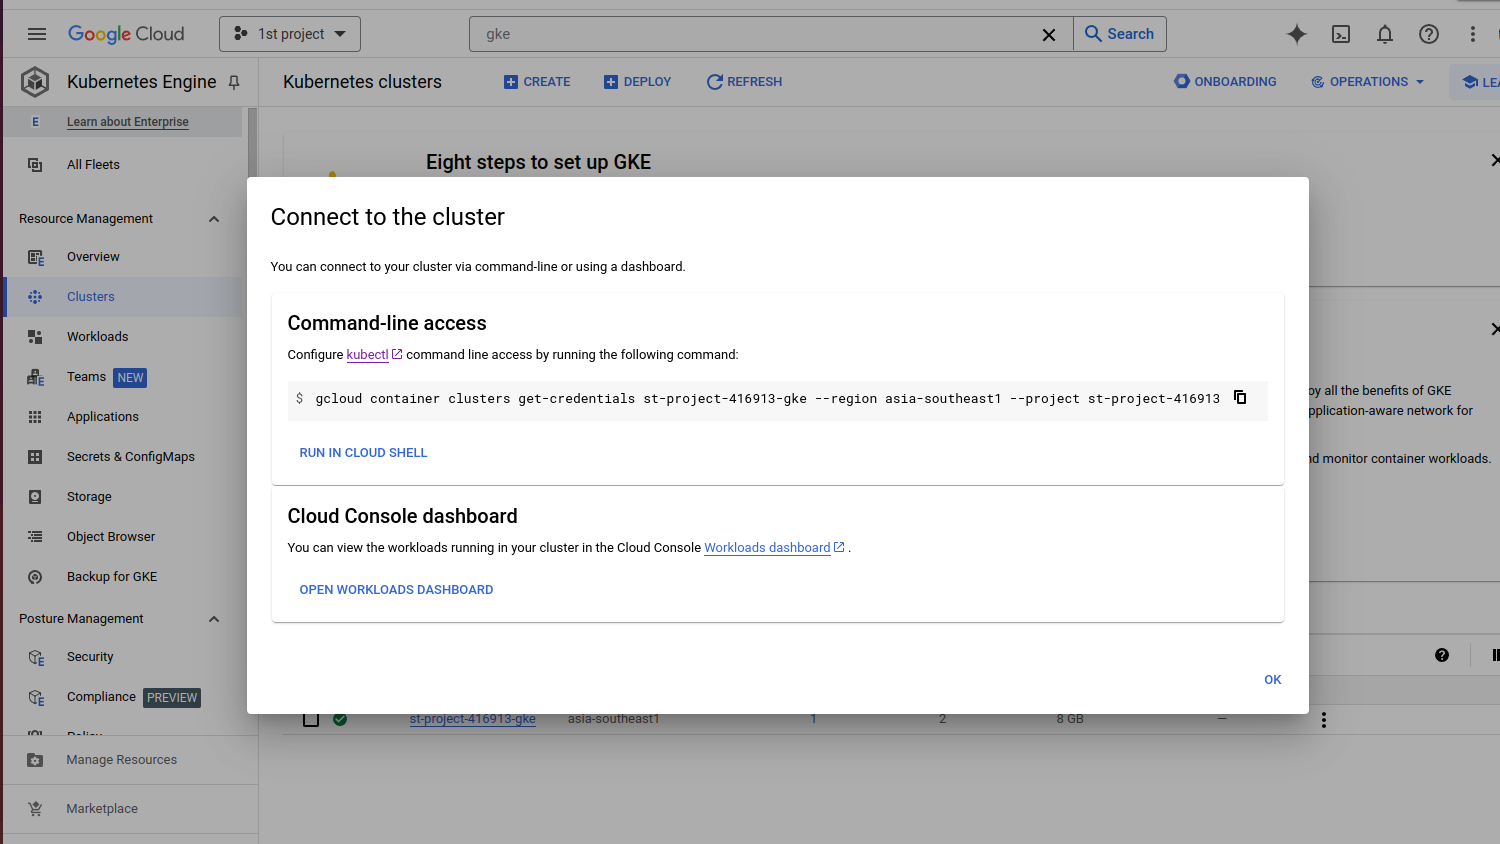 Google Cloud
1st project
gke
Search
Kubernetes Engine
Kubernetes clusters
CREATE
DEPLOY
REFRESH
ONBOARDING
OPERATIONS
E
Learn about Enterprise
All Fleets
Eight steps to set up GKE
Resource Management
Overview
Clusters
Workloads
Teams NEW
Applications
Secrets & ConfigMaps
Storage
Object Browser
Backup for GKE
Posture Management
Security
Compliance PREVIEW
Policy
Manage Resources
Marketplace
Connect to the cluster
You can connect to your cluster via command-line or using a dashboard.
Command-line access
Configure kubectl command line access by running the following command:
$ gcloud container clusters get-credentials st-project-416913-gke --region asia-southeast1 --project st-project-416913
RUN IN CLOUD SHELL
Cloud Console dashboard
You can view the workloads running in your cluster in the Cloud Console Workloads dashboard .
OPEN WORKLOADS DASHBOARD
OK
all the benefits of GKE
application-aware network for
monitor container workloads.
st-project-416913-gke asia-southeast1 1 2 8 GB —